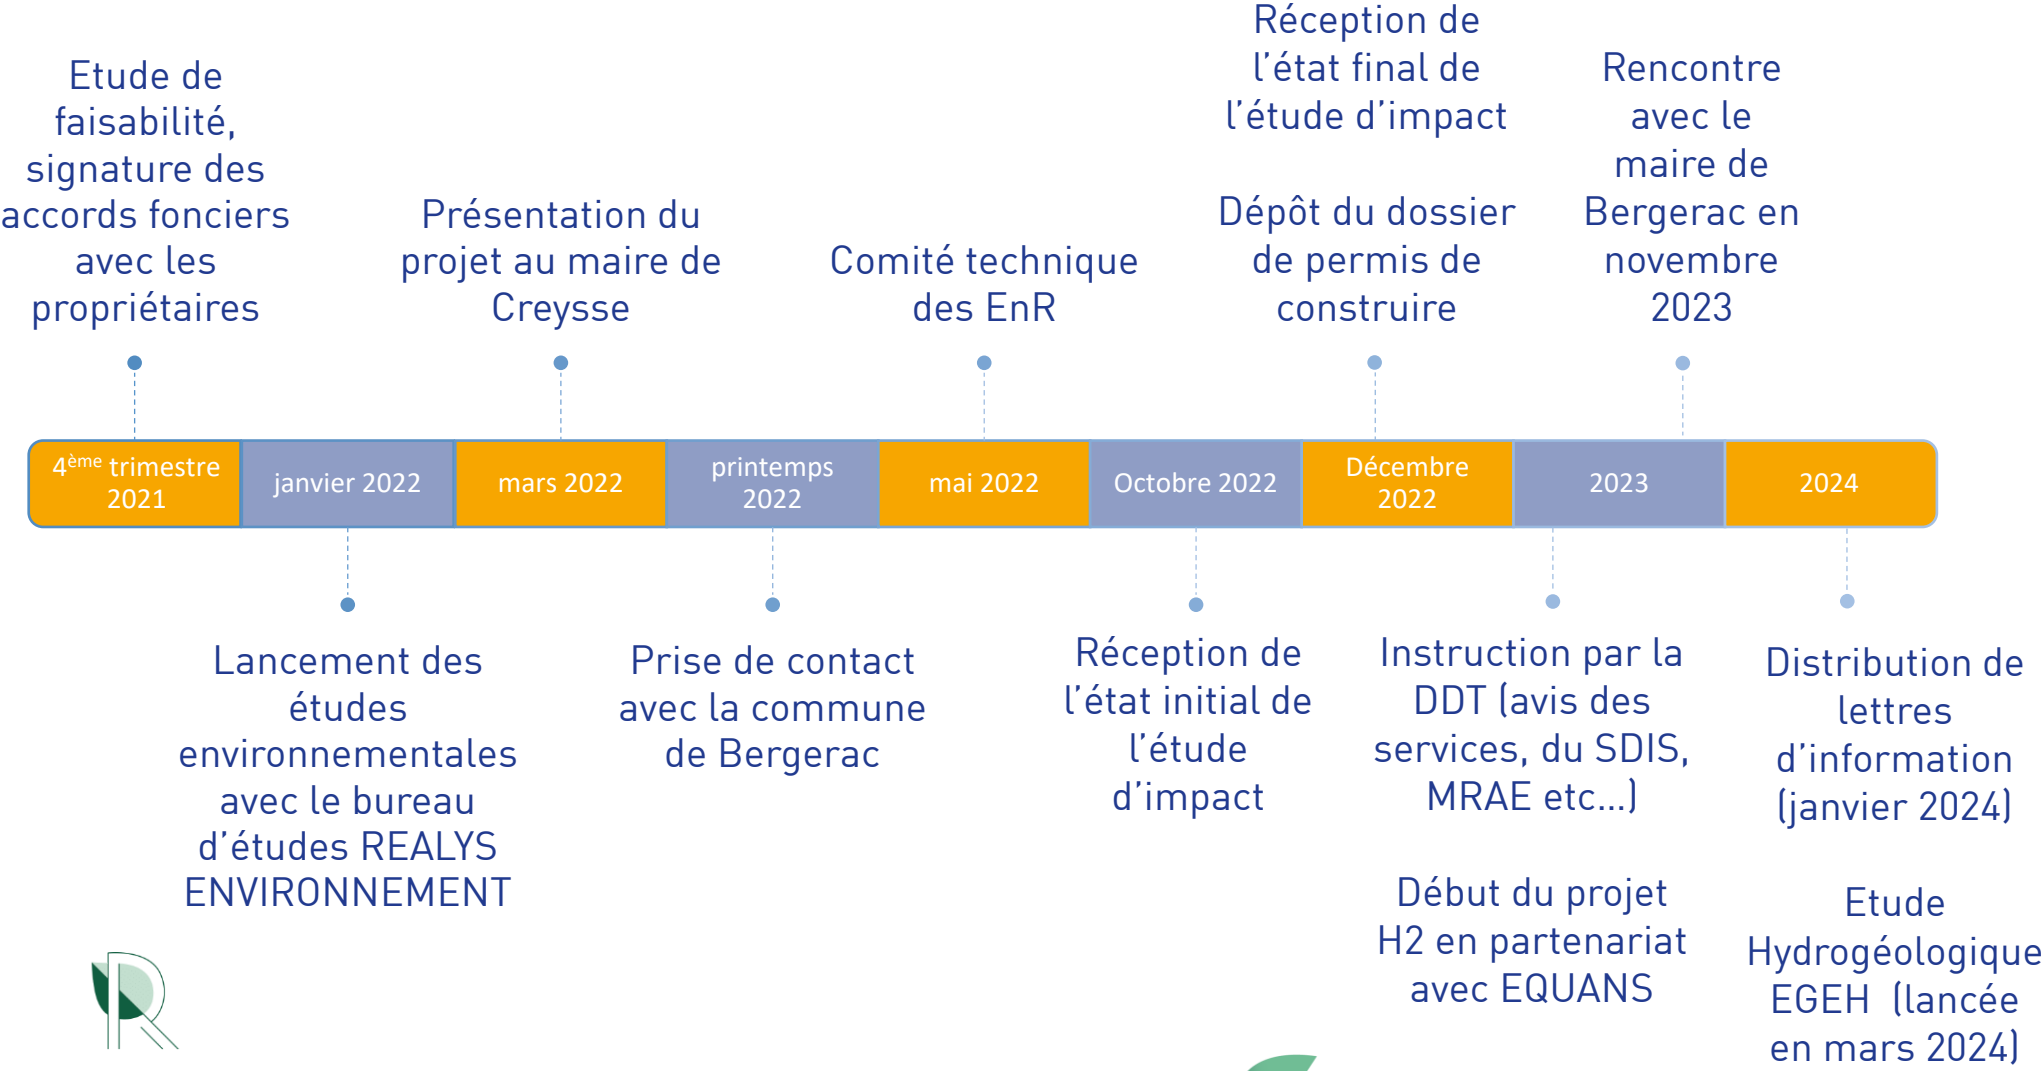 Etude de
faisabilité,
signature des
accords fonciers
avec les
propriétaires
Présentation du
projet au maire de
Creysse
Comité technique
des EnR
Réception de
l’état final de
l’étude d’impact
Dépôt du dossier
de permis de
construire
Rencontre
avec le
maire de
Bergerac en
novembre
2023
4ème trimestre
2021
janvier 2022
mars 2022
printemps
2022
mai 2022
Octobre 2022
Décembre
2022
2023
2024
Lancement des
études
environnementales
avec le bureau
d’études REALYS
ENVIRONNEMENT
Prise de contact
avec la commune
de Bergerac
Réception de
l’état initial de
l’étude
d’impact
Instruction par la
DDT (avis des
services, du SDIS,
MRAE etc…)
Début du projet
H2 en partenariat
avec EQUANS
Distribution de
lettres
d’information
(janvier 2024)
Etude
Hydrogéologique
EGEH (lancée
en mars 2024)
R